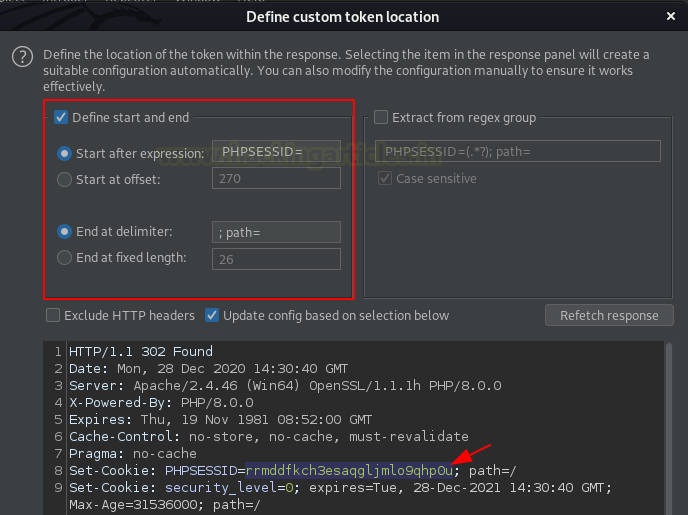 Define custom token location
Define the location of the token within the response. Selecting the item in the response panel will create a
suitable configuration automatically. You can also modify the configuration manually to ensure it works
effectively.
Define start and end
Start after expression: PHPSESSID=
Start at offset: 270
End at delimiter: ; path=
End at fixed length: 26
Extract from regex group
PHPSESSID=(.*?); path=
Case sensitive
Exclude HTTP headers
Update config based on selection below
Refetch response
1 HTTP/1.1 302 Found
2 Date: Mon, 28 Dec 2020 14:30:40 GMT
3 Server: Apache/2.4.46 (Win64) OpenSSL/1.1.1h PHP/8.0.0
4 X-Powered-By: PHP/8.0.0
5 Expires: Thu, 19 Nov 1981 08:52:00 GMT
6 Cache-Control: no-store, no-cache, must-revalidate
7 Pragma: no-cache
8 Set-Cookie: PHPSESSID=rrmddfkch3esaqgljmlo9qhp0u; path=/
9 Set-Cookie: security_level=0; expires=Tue, 28-Dec-2021 14:30:40 GMT;
Max-Age=31536000; path=/